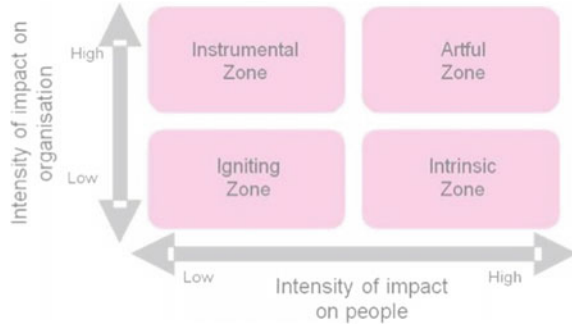 Intensity of impact on
organisation
High
Low
Instrumental
Zone
Artful
Zone
Igniting
Zone
Intrinsic
Zone
Low
High
Intensity of impact
on people